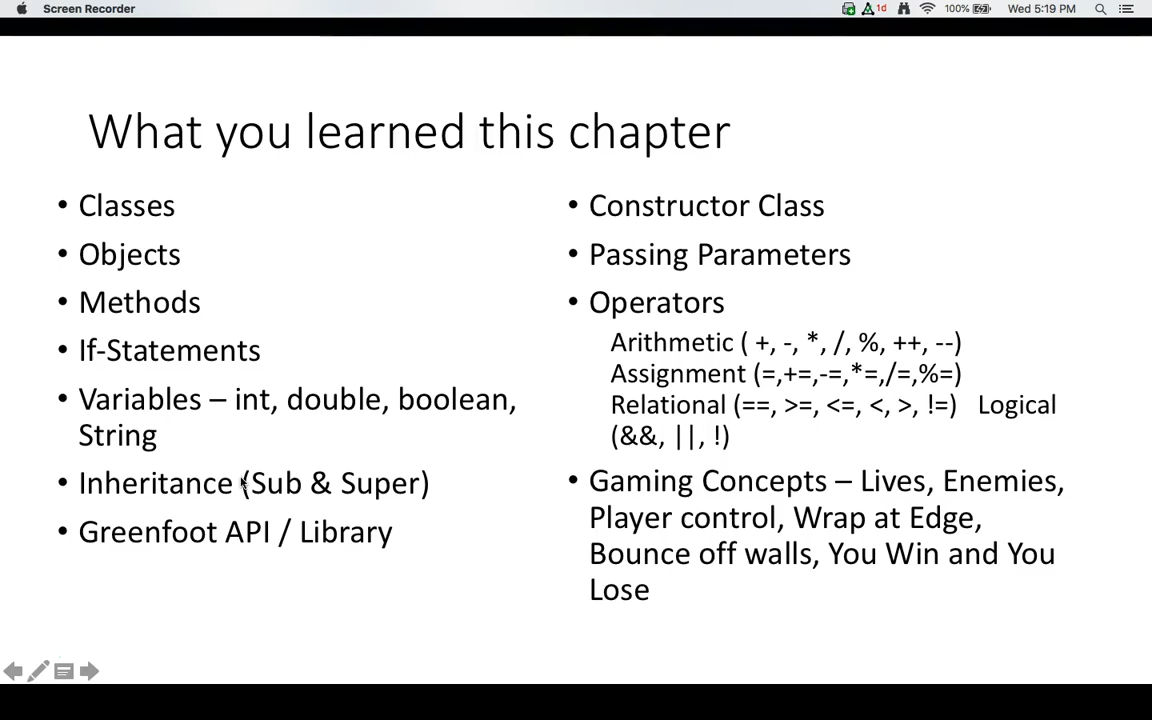 Screen Recorder
1d
100%
Wed 5:19 PM
What you learned this chapter
• Classes
• Objects
• Methods
• If-Statements
• Variables – int, double, boolean,
String
• Inheritance (Sub & Super)
• Greenfoot API / Library
• Constructor Class
• Passing Parameters
• Operators
Arithmetic ( +, -, *, /, %, ++, --)
Assignment (=,+=,-=,*=,/=,%=)
Relational (==, >=, <=, <, >, !=) Logical
(&&, ||, !)
• Gaming Concepts – Lives, Enemies,
Player control, Wrap at Edge,
Bounce off walls, You Win and You
Lose